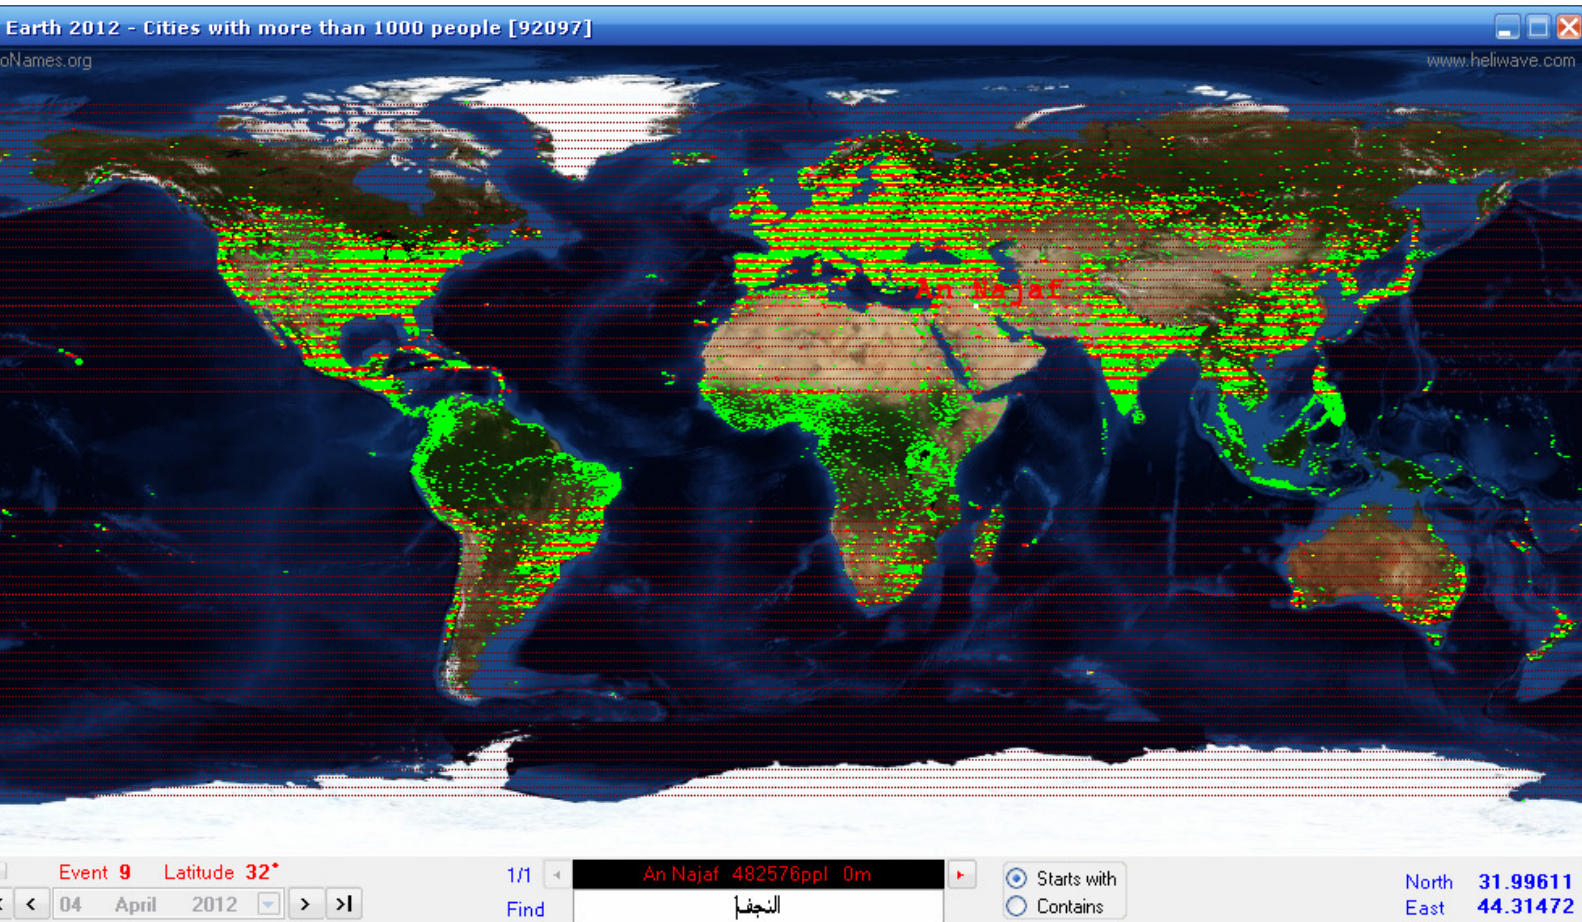 Earth 2012 - Cities with more than 1000 people [92097]
oNames.org
www.heliwave.com
An Najaf
Event 9 Latitude 32°
1/1
An Najaf 482576ppl 0m
Starts with
North 31.99611
< 04 April 2012 > >|
Find
النجف
Contains
East 44.31472